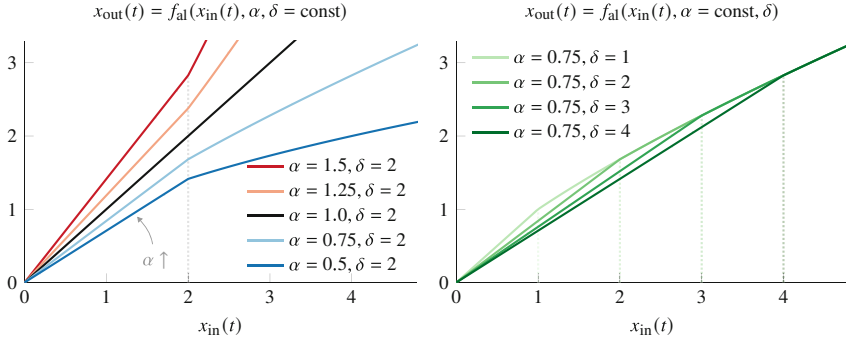 x_out(t) = f_al(x_in(t), α, δ = const)
3
2
1
0
α = 1.5, δ = 2
α = 1.25, δ = 2
α = 1.0, δ = 2
α = 0.75, δ = 2
α = 0.5, δ = 2
α ↑
0 1 2 3 4
x_in(t)
x_out(t) = f_al(x_in(t), α = const, δ)
3
2
1
0
α = 0.75, δ = 1
α = 0.75, δ = 2
α = 0.75, δ = 3
α = 0.75, δ = 4
0 1 2 3 4
x_in(t)